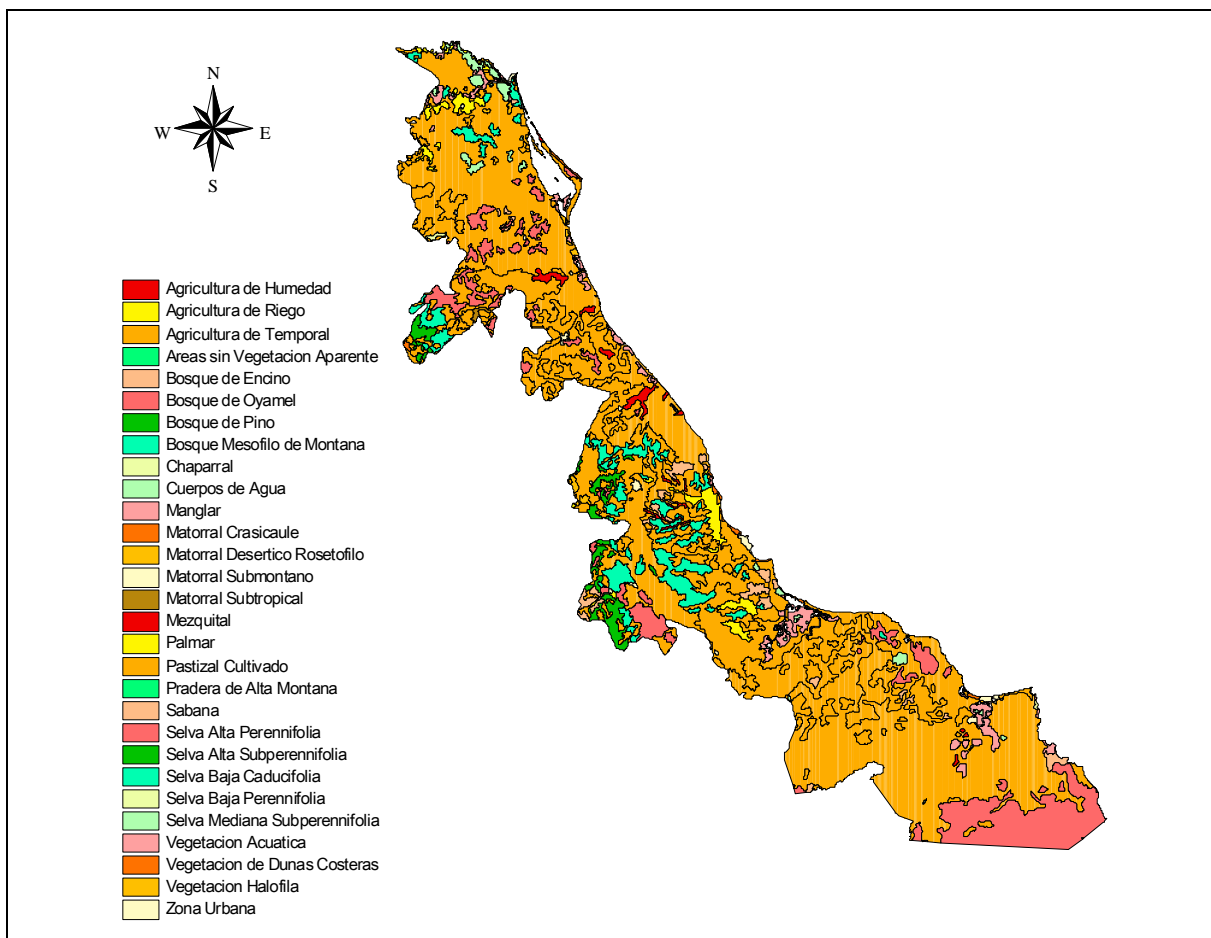 N
W E
S
Agricultura de Humedad
Agricultura de Riego
Agricultura de Temporal
Areas sin Vegetacion Aparente
Bosque de Encino
Bosque de Oyamel
Bosque de Pino
Bosque Mesofilo de Montana
Chaparral
Cuerpos de Agua
Manglar
Matorral Crasicaule
Matorral Desertico Rosetofilo
Matorral Submontano
Matorral Subtropical
Mezquital
Palmar
Pastizal Cultivado
Pradera de Alta Montana
Sabana
Selva Alta Perennifolia
Selva Alta Subperennifolia
Selva Baja Caducifolia
Selva Baja Perennifolia
Selva Mediana Subperennifolia
Vegetacion Acuatica
Vegetacion de Dunas Costeras
Vegetacion Halofila
Zona Urbana